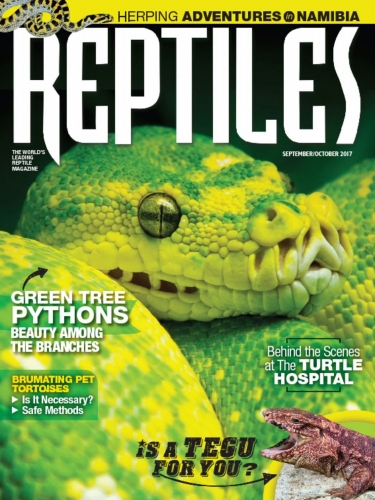 HERPING ADVENTURES in NAMIBIA
REPTILES
THE WORLD'S
LEADING
REPTILE
MAGAZINE
SEPTEMBER/OCTOBER 2017
GREEN TREE
PYTHONS
BEAUTY AMONG
THE BRANCHES
BRUMATING PET
TORTOISES
▶ Is It Necessary?
▶ Safe Methods
Behind the Scenes
at The TURTLE
HOSPITAL
iS A TEGU
FOR YOU?